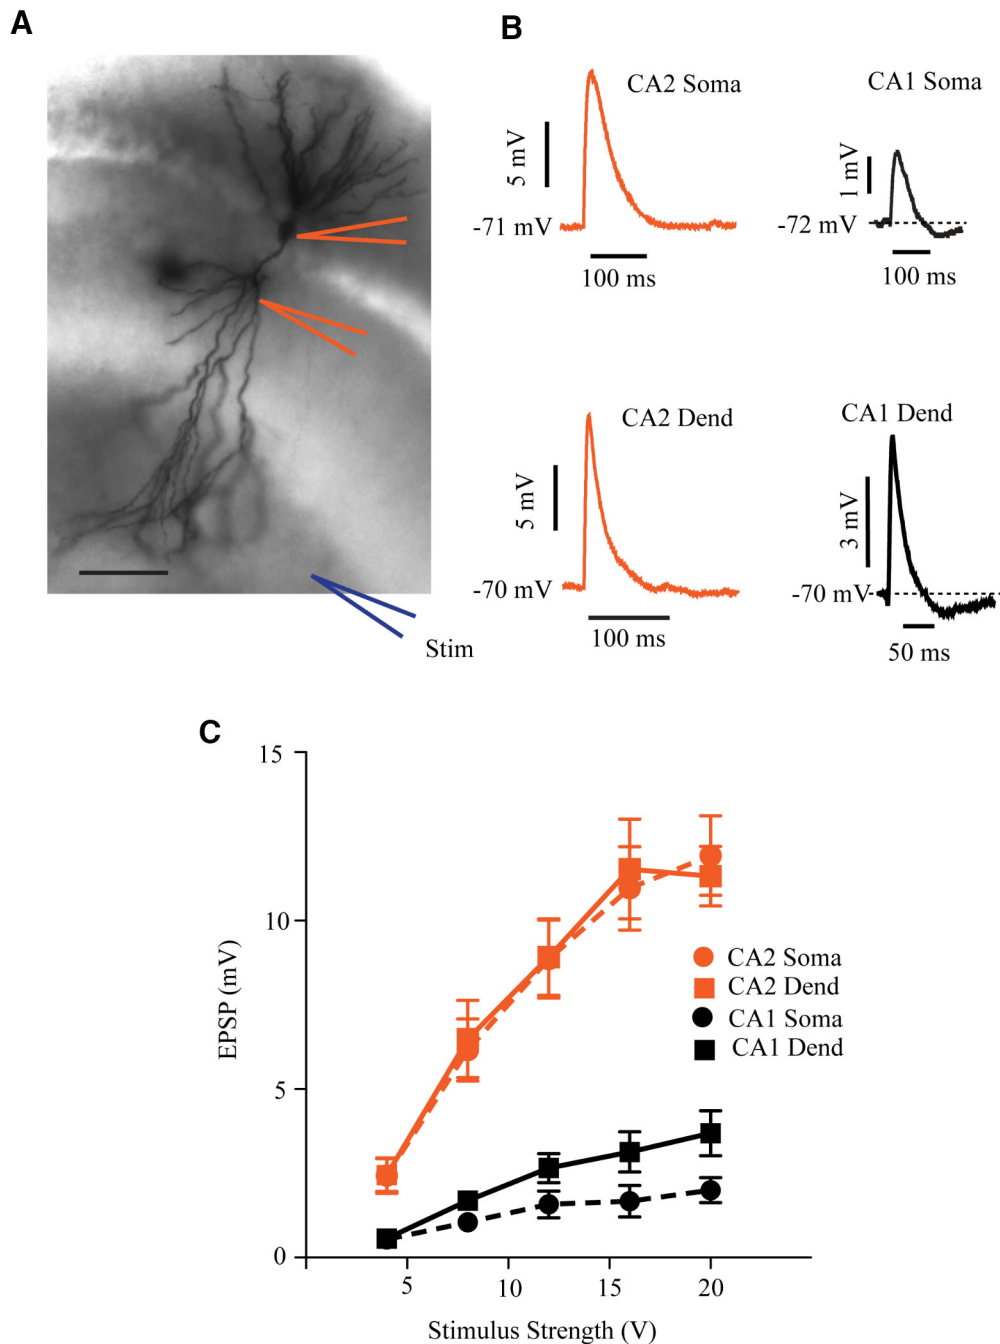 A
B
CA2 Soma
CA1 Soma
5 mV
1 mV
-71 mV
-72 mV
100 ms
100 ms
CA2 Dend
CA1 Dend
5 mV
3 mV
-70 mV
-70 mV
100 ms
50 ms
Stim
C
15
10
5
0
EPSP (mV)
CA2 Soma
CA2 Dend
CA1 Soma
CA1 Dend
5
10
15
20
Stimulus Strength (V)